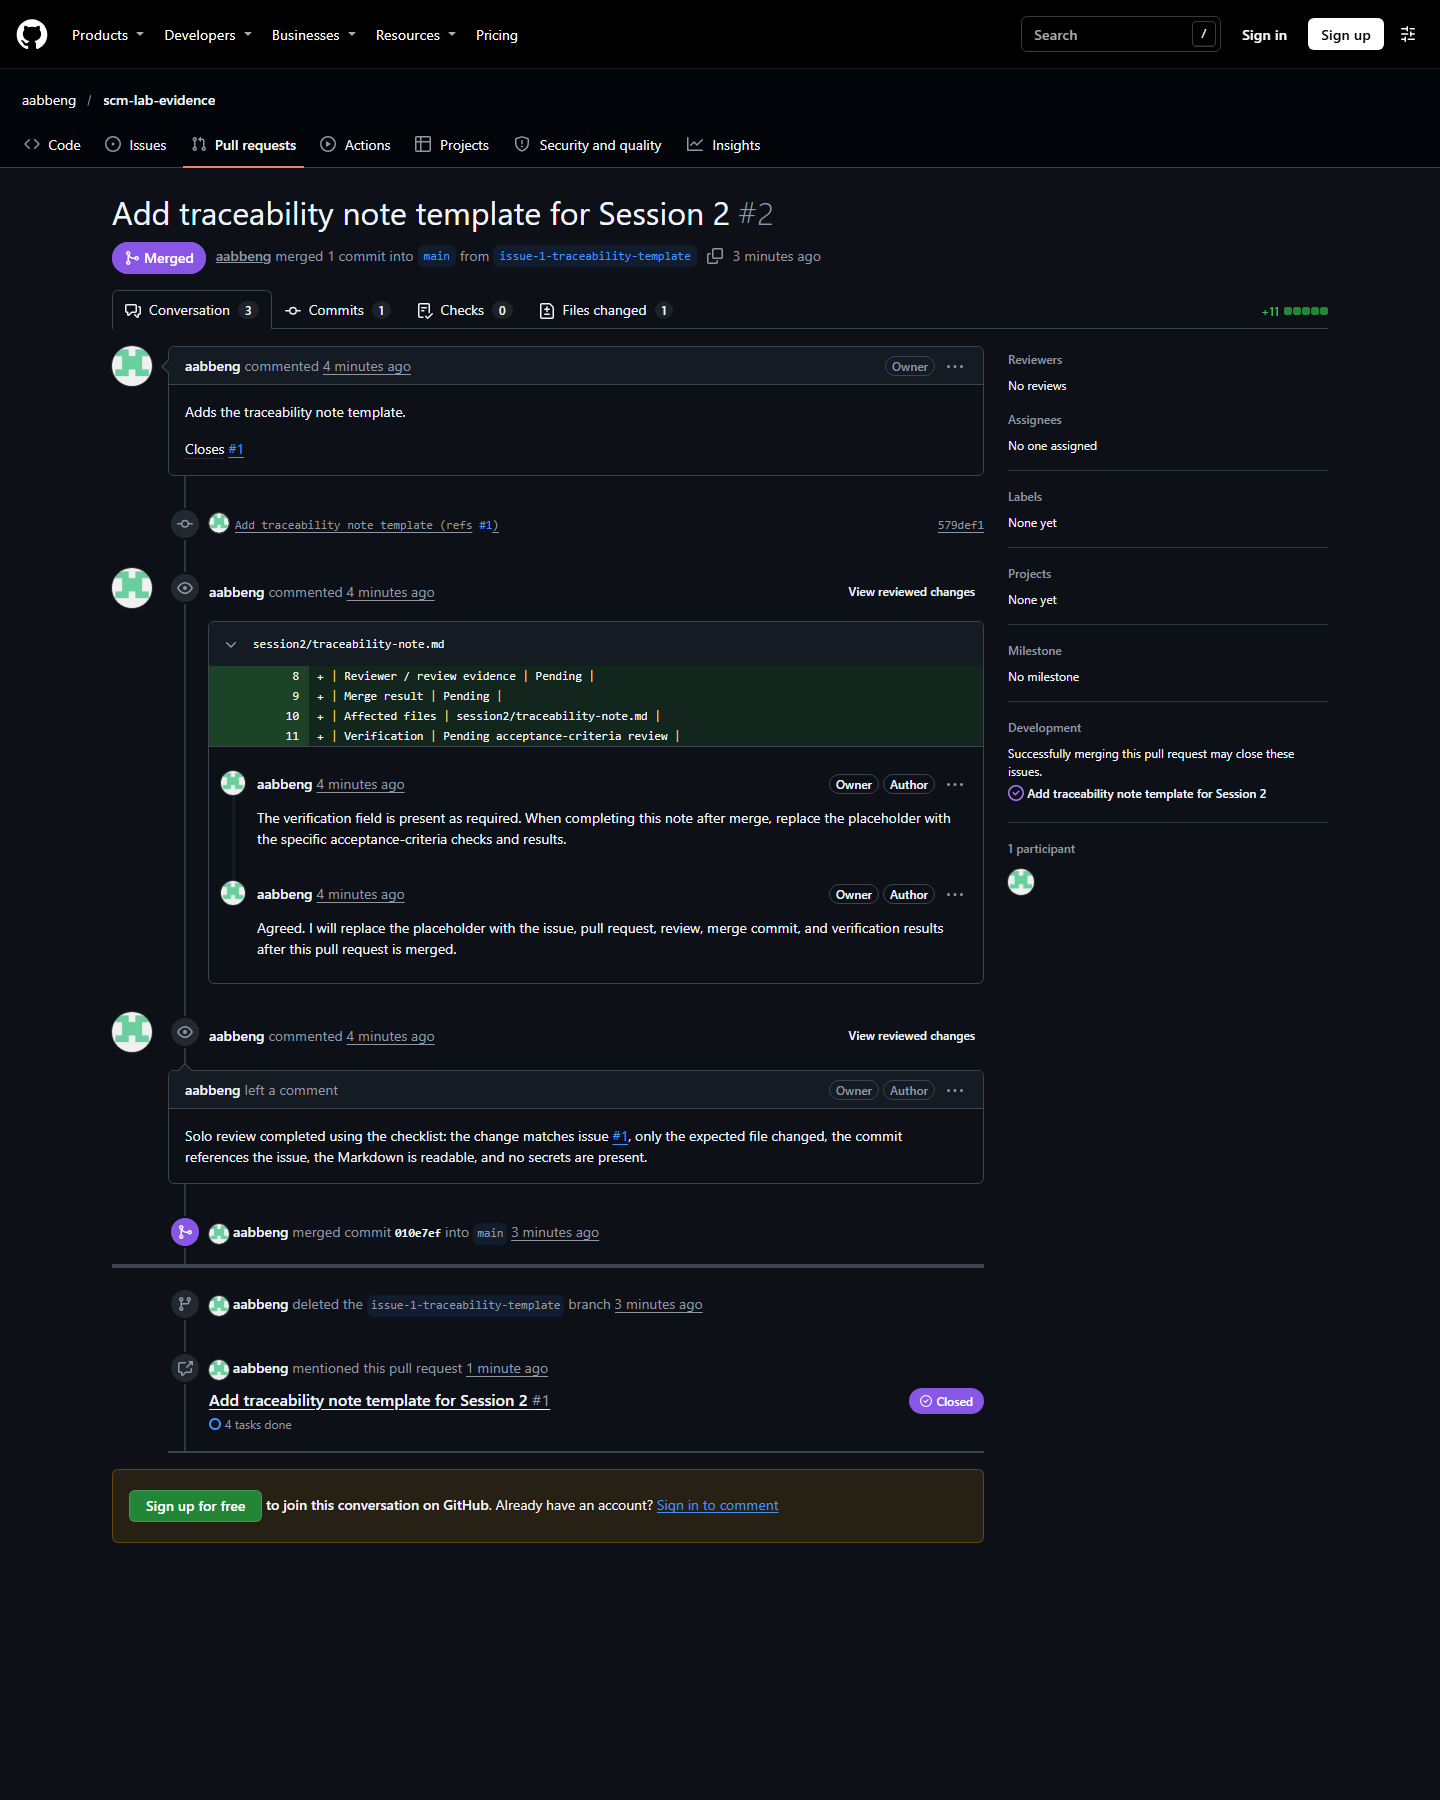 Products Developers Businesses Resources Pricing Search / Sign in Sign up
aabbeng / scm-lab-evidence
Code Issues Pull requests Actions Projects Security and quality Insights
Add traceability note template for Session 2 #2
Merged aabbeng merged 1 commit into main from issue-1-traceability-template 3 minutes ago
Conversation 3 Commits 1 Checks 0 Files changed 1 +11
aabbeng commented 4 minutes ago Owner
Adds the traceability note template.
Closes #1
Add traceability note template (refs #1) 579def1
aabbeng commented 4 minutes ago View reviewed changes
session2/traceability-note.md
8 + | Reviewer / review evidence | Pending |
9 + | Merge result | Pending |
10 + | Affected files | session2/traceability-note.md |
11 + | Verification | Pending acceptance-criteria review |
aabbeng 4 minutes ago Owner Author
The verification field is present as required. When completing this note after merge, replace the placeholder with
the specific acceptance-criteria checks and results.
aabbeng 4 minutes ago Owner Author
Agreed. I will replace the placeholder with the issue, pull request, review, merge commit, and verification results
after this pull request is merged.
aabbeng commented 4 minutes ago View reviewed changes
aabbeng left a comment Owner Author
Solo review completed using the checklist: the change matches issue #1, only the expected file changed, the commit
references the issue, the Markdown is readable, and no secrets are present.
aabbeng merged commit 010e7ef into main 3 minutes ago
aabbeng deleted the issue-1-traceability-template branch 3 minutes ago
aabbeng mentioned this pull request 1 minute ago
Add traceability note template for Session 2 #1 Closed
4 tasks done
Sign up for free to join this conversation on GitHub. Already have an account? Sign in to comment
Reviewers
No reviews
Assignees
No one assigned
Labels
None yet
Projects
None yet
Milestone
No milestone
Development
Successfully merging this pull request may close these
issues.
Add traceability note template for Session 2
1 participant